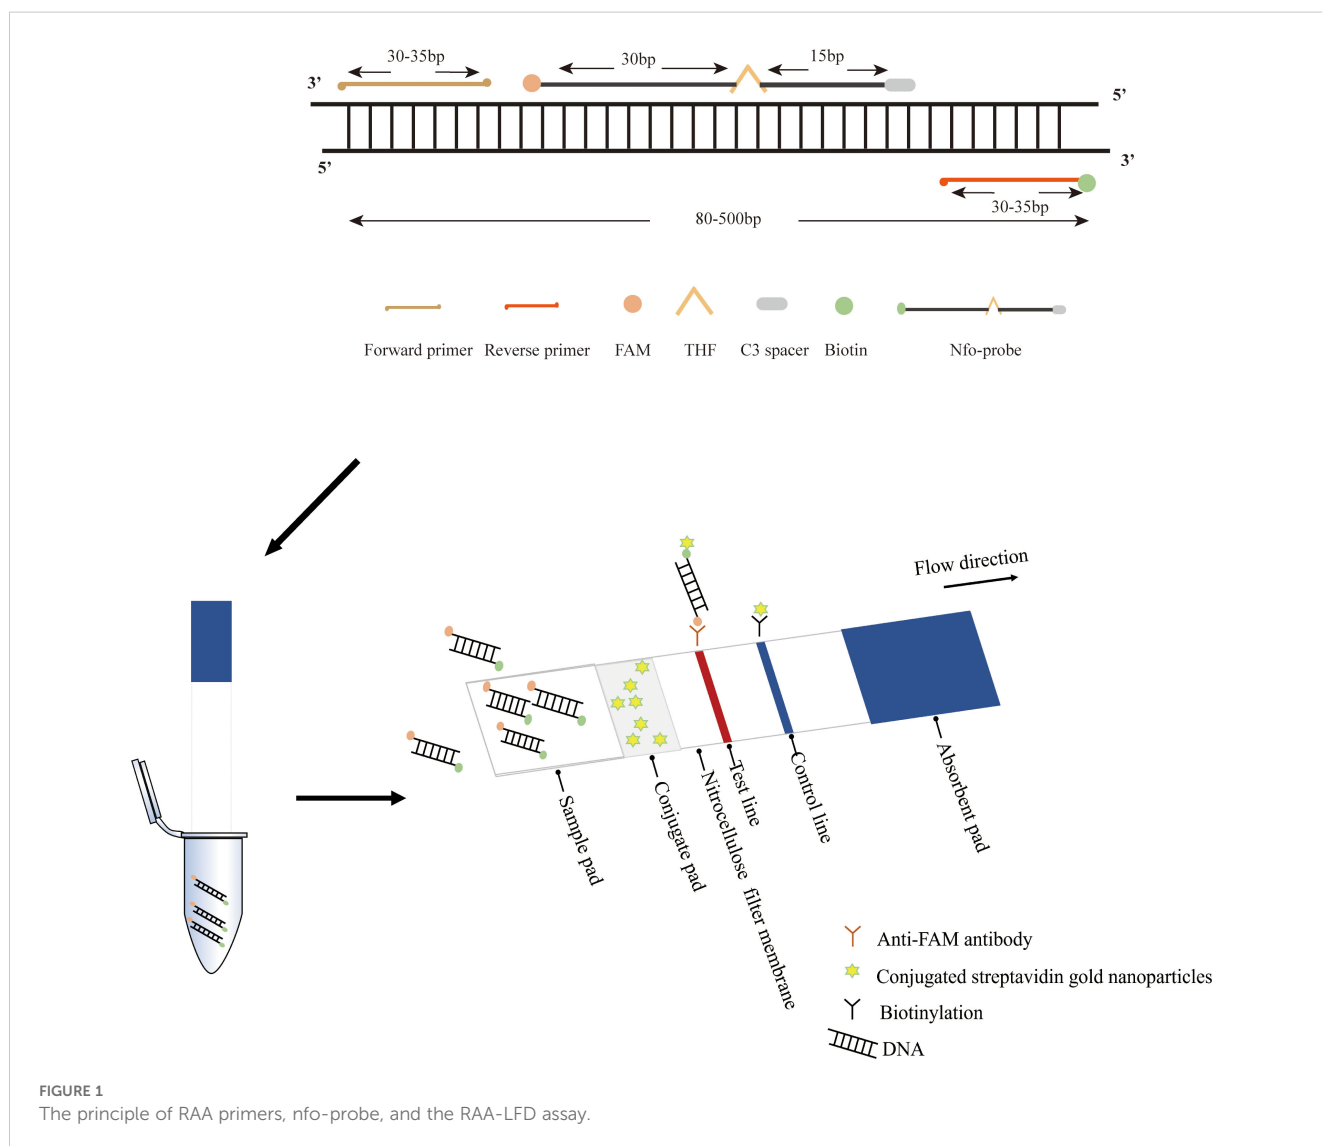 30-35bp
30bp
15bp
3’
5’
5’
3’
30-35bp
80-500bp
Forward primer
Reverse primer
FAM
THF
C3 spacer
Biotin
Nfo-probe
Flow direction
Sample pad
Conjugate pad
Nitrocellulose filter membrane
Test line
Control line
Absorbent pad
Anti-FAM antibody
Conjugated streptavidin gold nanoparticles
Biotinylation
DNA
FIGURE 1
The principle of RAA primers, nfo-probe, and the RAA-LFD assay.